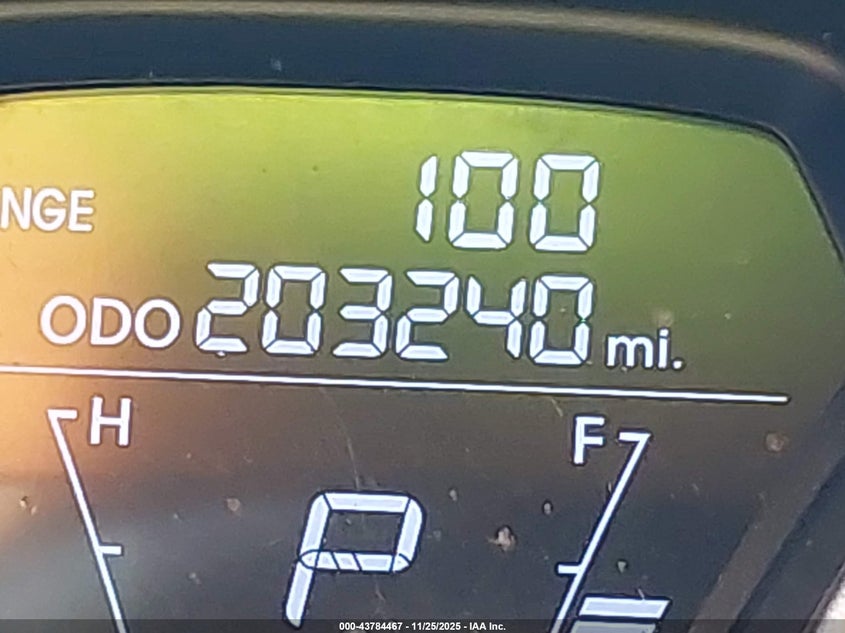 NGE 100
ODO 203240 mi.
H F
P
000-43784467 - 11/25/2025 - IAA Inc.